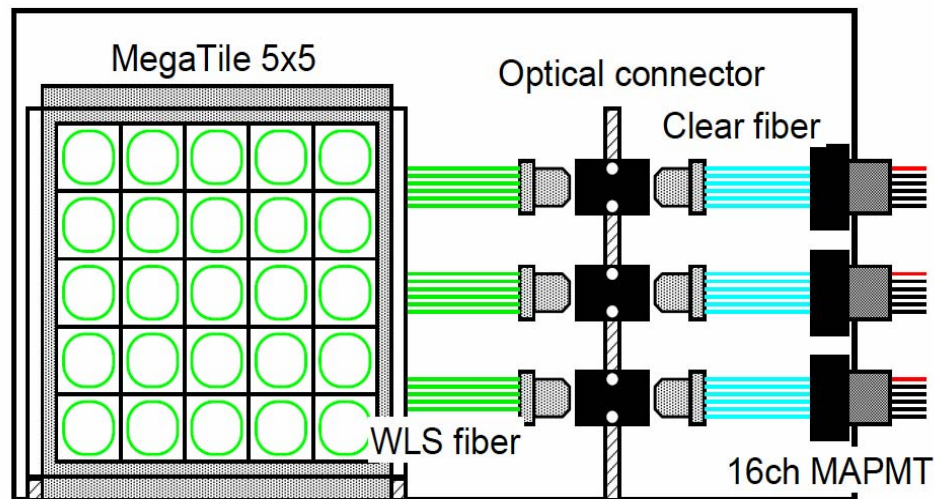 MegaTile 5x5
Optical connector
Clear fiber
WLS fiber
16ch MAPMT